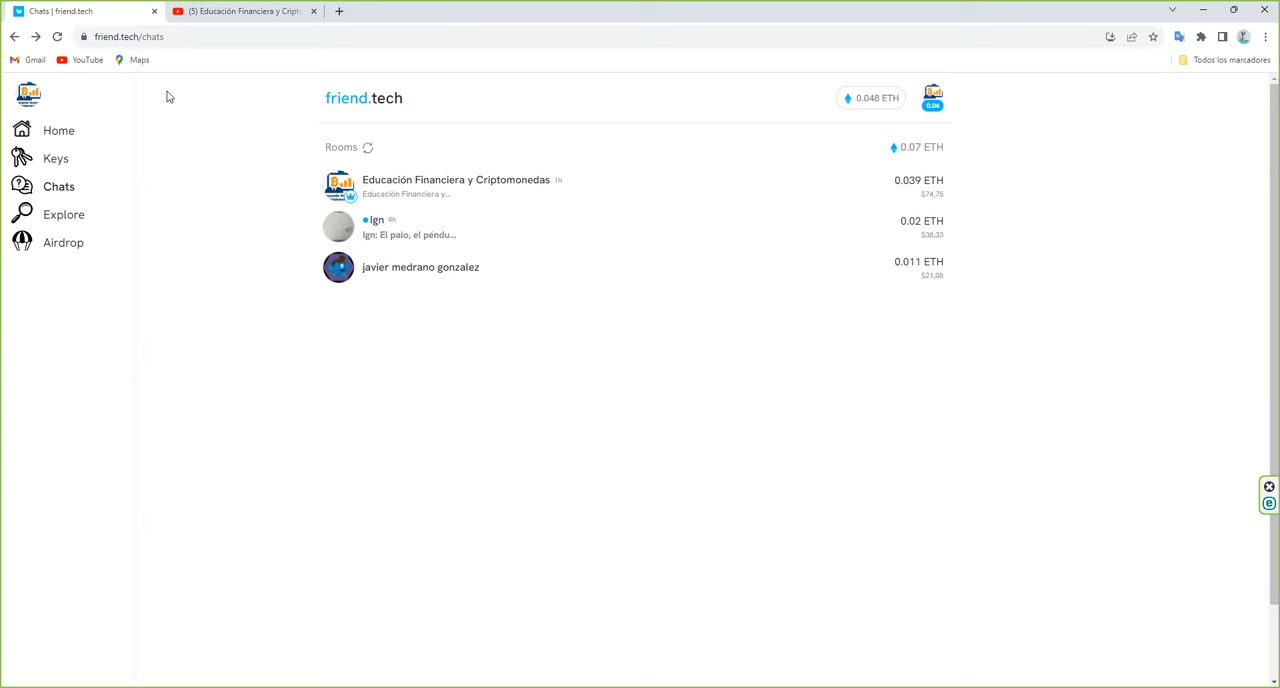 Chats | friend.tech
(5) Educación Financiera y Cript
friend.tech/chats
Gmail
YouTube
Maps
Todos los marcadores
friend.tech
0.048 ETH
0.04
Home
Keys
Chats
Explore
Airdrop
Rooms
0.07 ETH
Educación Financiera y Criptomonedas 1h
Educación Financiera y...
0.039 ETH
$74,75
Ign 4h
Ign: El palo, el péndu...
0.02 ETH
$38,33
javier medrano gonzalez
0.011 ETH
$21,08